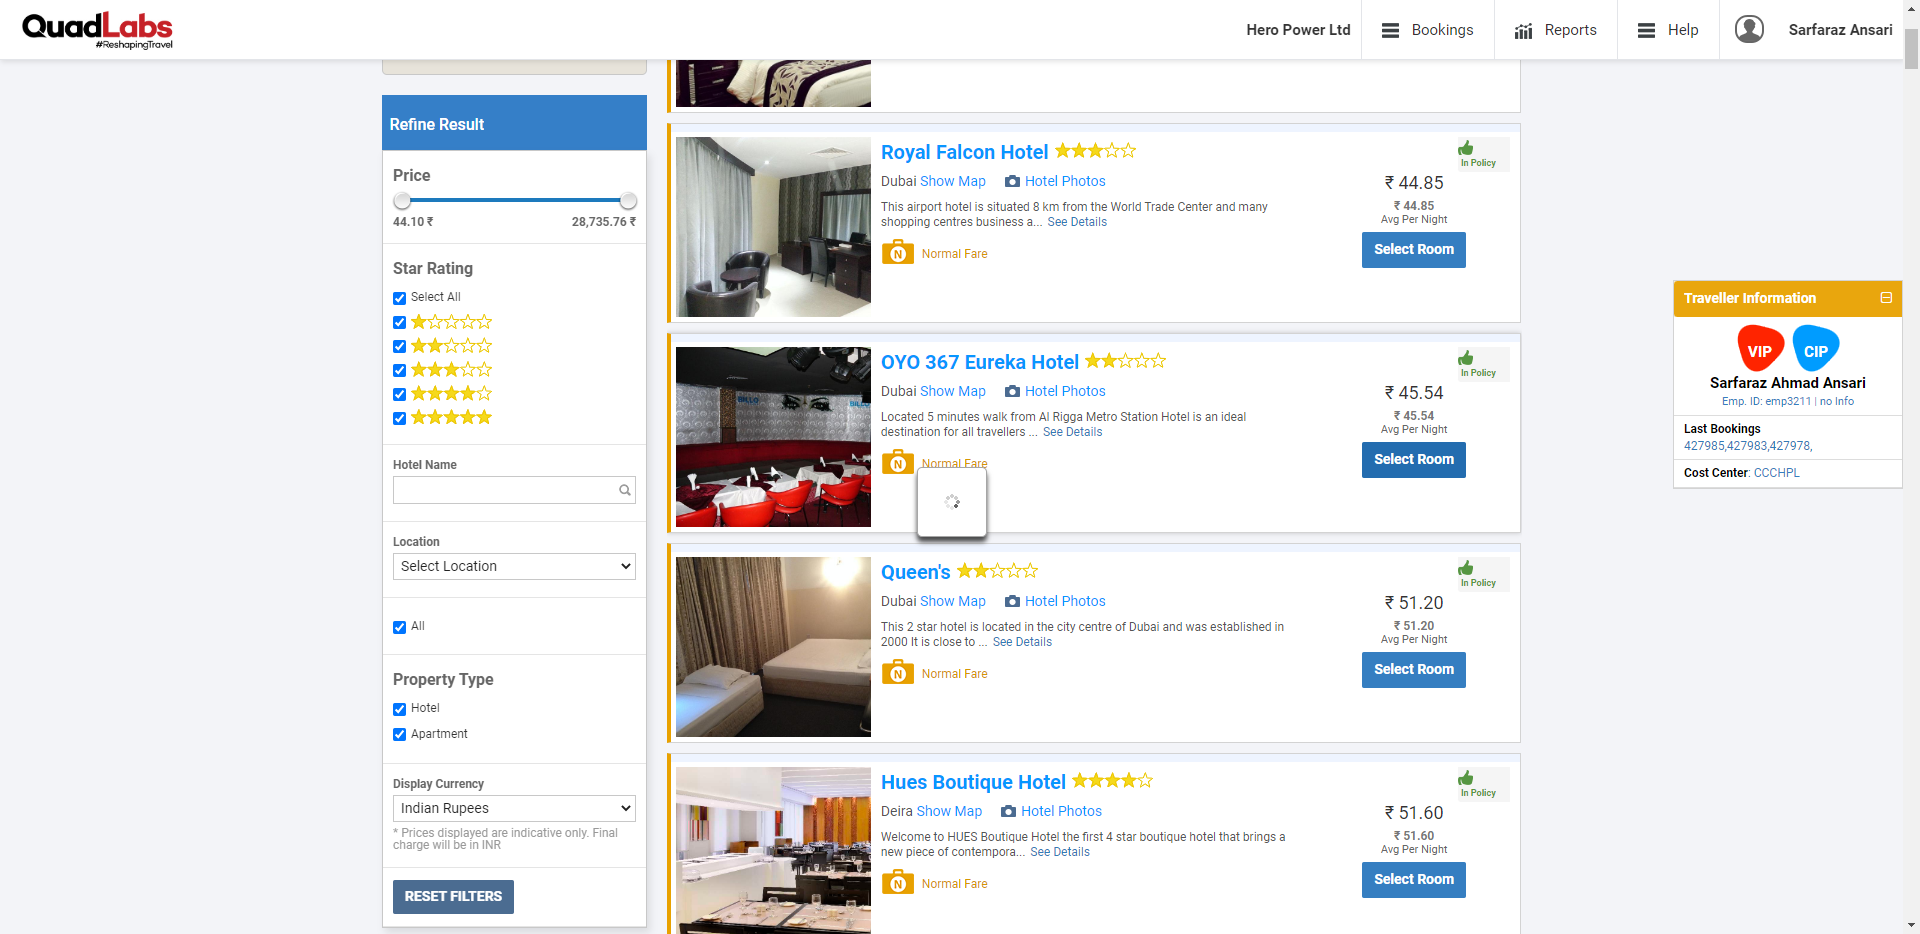 QuadLabs
#ReshapingTravel
Hero Power Ltd
Bookings
Reports
Help
Sarfaraz Ansari
Refine Result
Price
44.10 ₹
28,735.76 ₹
Star Rating
Select All
Hotel Name
Location
Select Location
All
Property Type
Hotel
Apartment
Display Currency
Indian Rupees
* Prices displayed are indicative only. Final
charge will be in INR
RESET FILTERS
Royal Falcon Hotel
Dubai Show Map Hotel Photos
This airport hotel is situated 8 km from the World Trade Center and many
shopping centres business a... See Details
N Normal Fare
In Policy
₹ 44.85
₹ 44.85
Avg Per Night
Select Room
OYO 367 Eureka Hotel
Dubai Show Map Hotel Photos
Located 5 minutes walk from Al Rigga Metro Station Hotel is an ideal
destination for all travellers ... See Details
N Normal Fare
In Policy
₹ 45.54
₹ 45.54
Avg Per Night
Select Room
Queen's
Dubai Show Map Hotel Photos
This 2 star hotel is located in the city centre of Dubai and was established in
2000 It is close to ... See Details
N Normal Fare
In Policy
₹ 51.20
₹ 51.20
Avg Per Night
Select Room
Hues Boutique Hotel
Deira Show Map Hotel Photos
Welcome to HUES Boutique Hotel the first 4 star boutique hotel that brings a
new piece of contempora... See Details
N Normal Fare
In Policy
₹ 51.60
₹ 51.60
Avg Per Night
Select Room
Traveller Information
VIP CIP
Sarfaraz Ahmad Ansari
Emp. ID: emp3211 | no Info
Last Bookings
427985,427983,427978,
Cost Center: CCCHPL